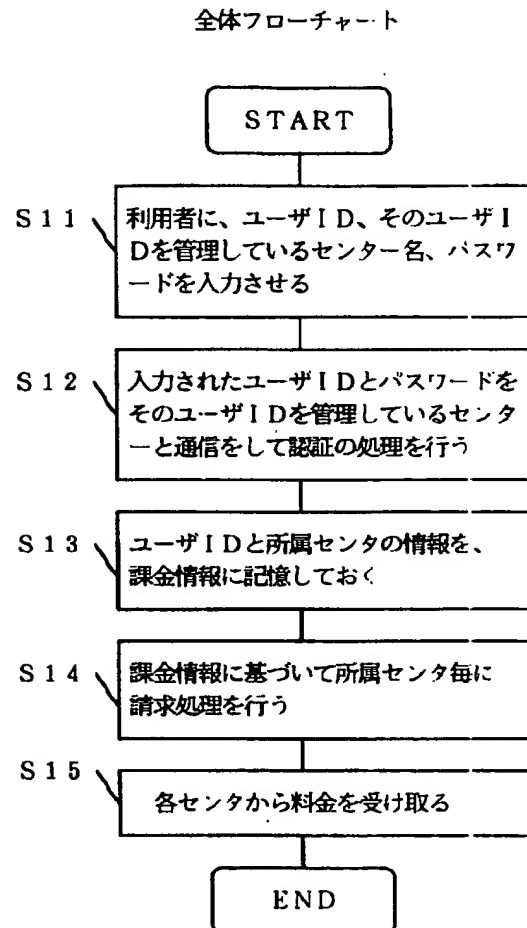 全体フローチャート
START
S11
利用者に、ユーザID、そのユーザI
Dを管理しているセンター名、パスワ
ードを入力させる
S12
入力されたユーザIDとパスワードを
そのユーザIDを管理しているセンタ
ーと通信をして認証の処理を行う
S13
ユーザIDと所属センタの情報を、
課金情報に記憶しておく
S14
課金情報に基づいて所属センタ毎に
請求処理を行う
S15
各センタから料金を受け取る
END